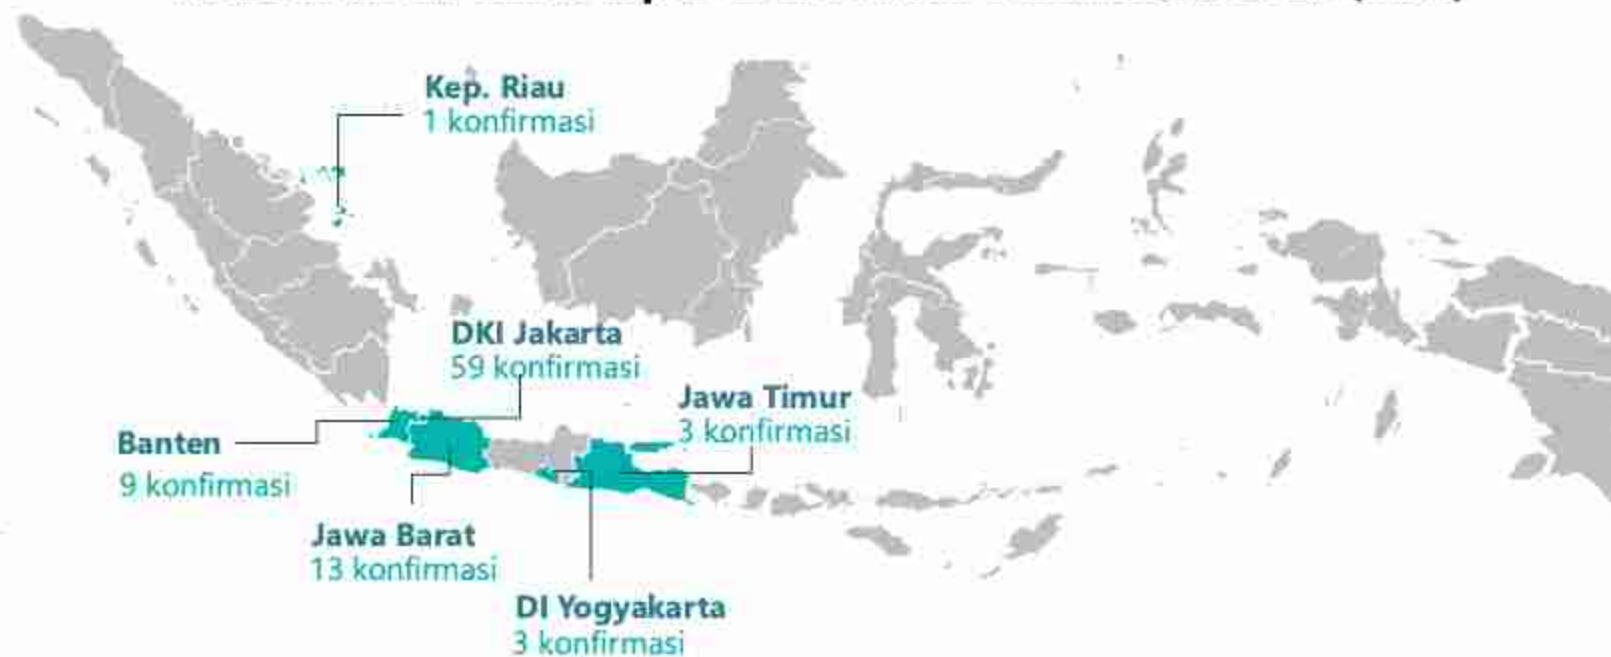 Kep. Riau
1 konfirmasi
DKI Jakarta
59 konfirmasi
Jawa Timur
3 konfirmasi
Banten
9 konfirmasi
Jawa Barat
13 konfirmasi
DI Yogyakarta
3 konfirmasi